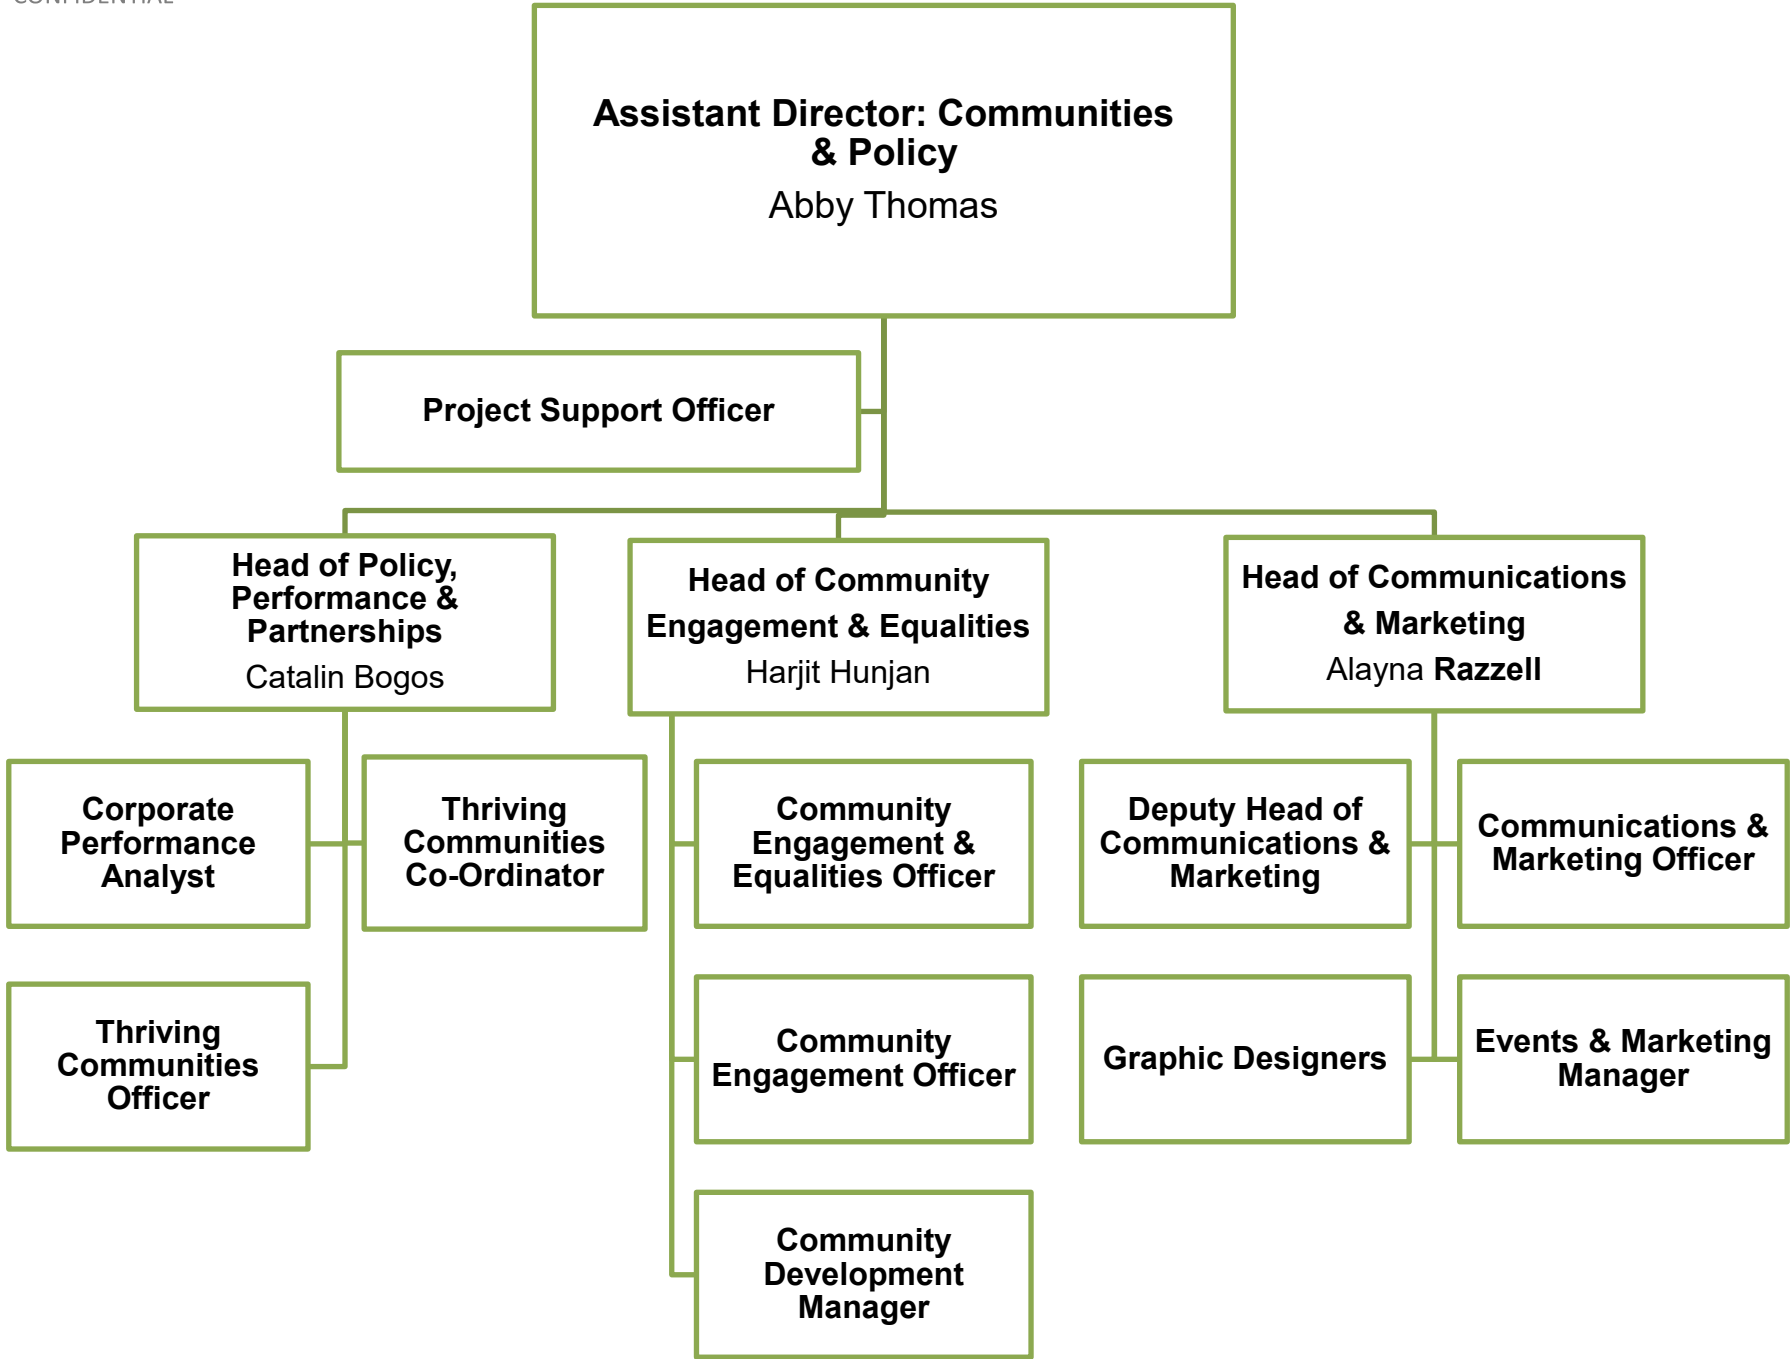 CONFIDENTIAL
Assistant Director: Communities
& Policy
Abby Thomas
Project Support Officer
Head of Policy,
Performance &
Partnerships
Catalin Bogos
Head of Community
Engagement & Equalities
Harjit Hunjan
Head of Communications
& Marketing
Alayna Razzell
Corporate
Performance
Analyst
Thriving
Communities
Co-Ordinator
Community
Engagement &
Equalities Officer
Deputy Head of
Communications &
Marketing
Communications &
Marketing Officer
Thriving
Communities
Officer
Community
Engagement Officer
Graphic Designers
Events & Marketing
Manager
Community
Development
Manager